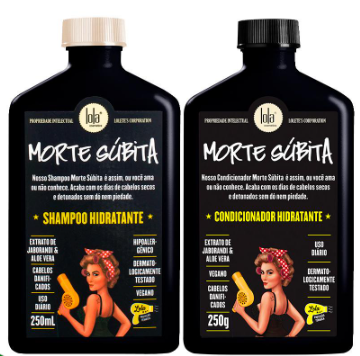 Lola
PROPRIEDADE INTELECTUAL
LOLITE'S CORPORATION
MORTE SÚBITA
Nosso Shampoo Morte Súbita é assim, ou você ama
ou não conhece. Acaba com os dias de cabelos secos
e detonados sem dó nem piedade.
SHAMPOO HIDRATANTE
EXTRATO DE
JABORANDI &
ALOE VERA
CABELOS
DANIFI-
CADOS
USO
DIÁRIO
250mL
HIPOALER-
GÊNICO
DERMATO-
LOGICAMENTE
TESTADO
VEGANO
Lola
PROPRIEDADE INTELECTUAL
LOLITE'S CORPORATION
MORTE SÚBITA
Nosso Condicionador Morte Súbita é assim, ou você ama
ou não conhece. Acaba com os dias de cabelos secos
e detonados sem dó nem piedade.
CONDICIONADOR HIDRATANTE
EXTRATO DE
JABORANDI &
ALOE VERA
VEGANO
CABELOS
DANIFI-
CADOS
250g
USO
DIÁRIO
DERMATO-
LOGICAMENTE
TESTADO
Lola